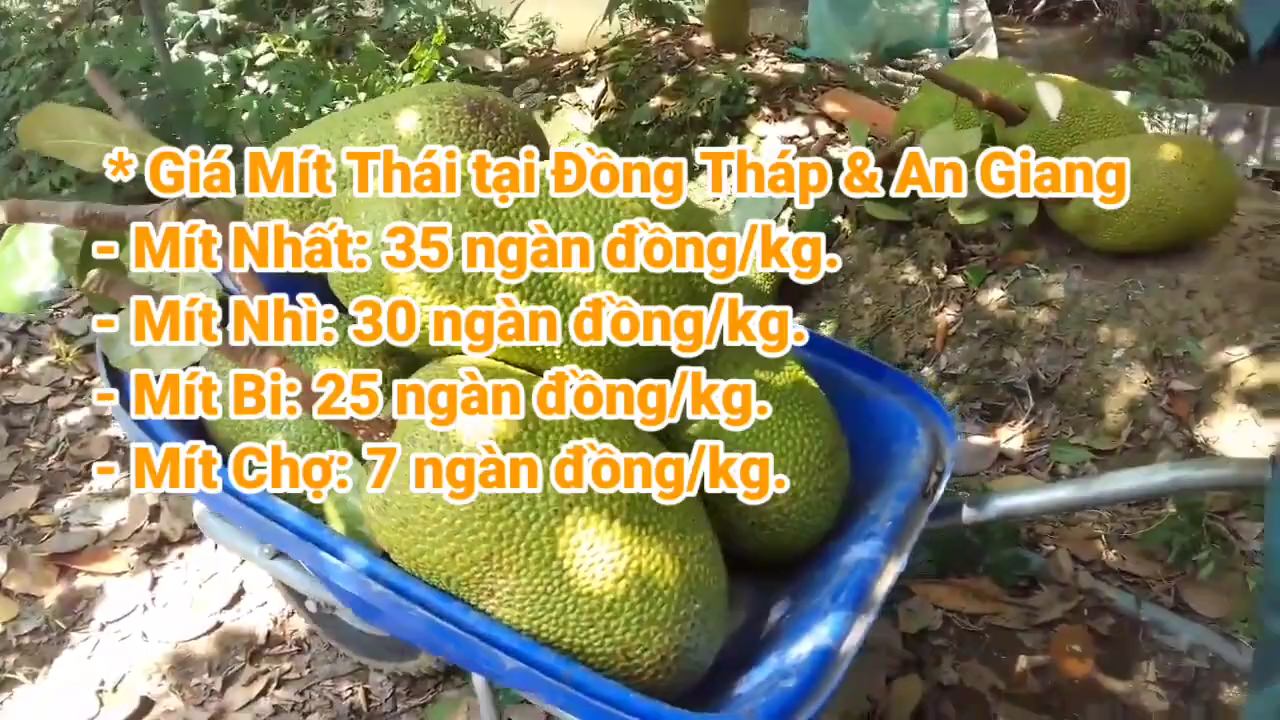 * Giá Mít Thái tại Đồng Tháp & An Giang
- Mít Nhất: 35 ngàn đồng/kg.
- Mít Nhì: 30 ngàn đồng/kg.
- Mít Bi: 25 ngàn đồng/kg.
- Mít Chợ: 7 ngàn đồng/kg.